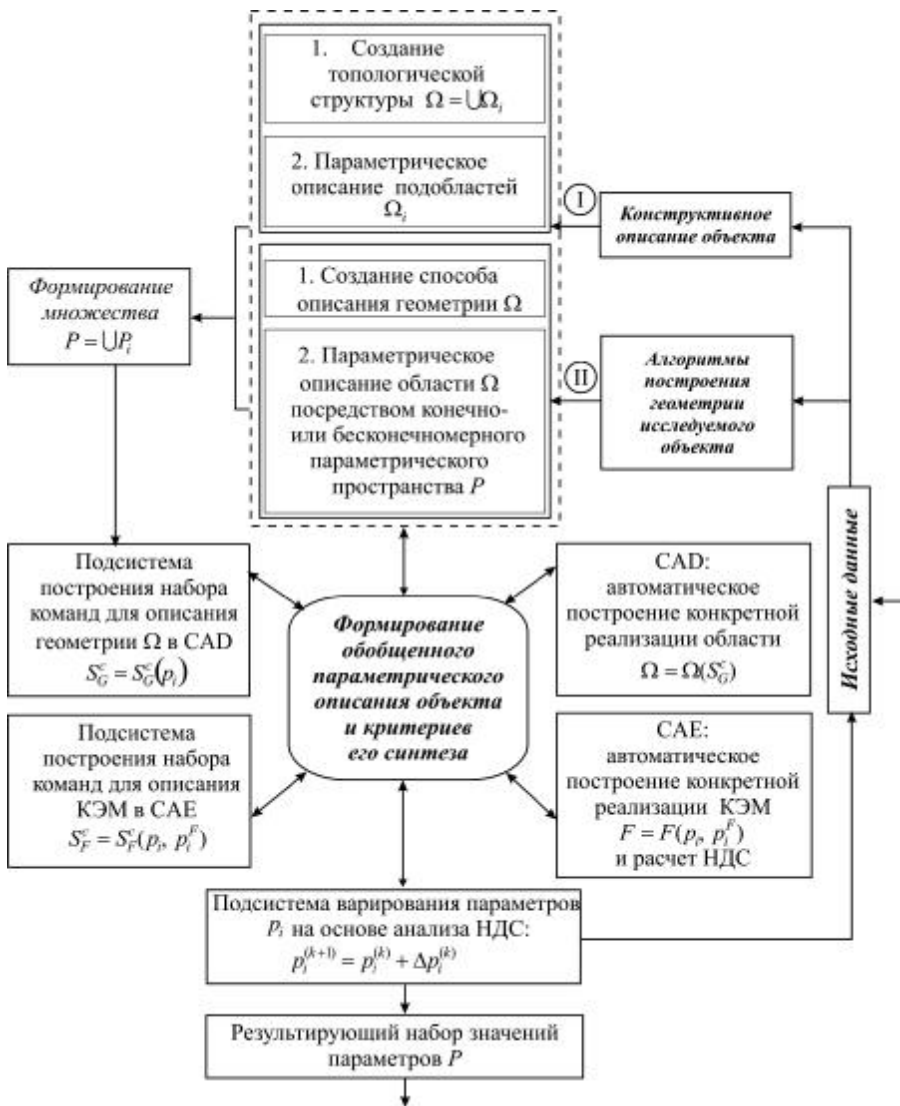 1. Создание
топологической
структуры Ω = ⋃Ω_i
2. Параметрическое
описание подобластей
Ω_i
I
Конструктивное
описание объекта
Формирование
множества
P = ⋃P_i
1. Создание способа
описания геометрии Ω
2. Параметрическое
описание области Ω
посредством конечно-
или бесконечномерного
параметрического
пространства P
II
Алгоритмы
построения
геометрии
исследуемого
объекта
Исходные данные
Подсистема
построения набора
команд для описания
геометрии Ω в CAD
S_G^c = S_G^c(p_i)
Формирование
обобщенного
параметрического
описания объекта
и критериев
его синтеза
CAD:
автоматическое
построение конкретной
реализации области
Ω = Ω(S_G^c)
Подсистема
построения набора
команд для описания
КЭМ в CAE
S_F^c = S_F^c(p_i, p_i^F)
CAE:
автоматическое
построение конкретной
реализации КЭМ
F = F(p_i, p_i^F)
и расчет НДС
Подсистема варирования параметров
p_i на основе анализа НДС:
p_i^(k+1) = p_i^(k) + Δp_i^(k)
Результирующий набор значений
параметров P